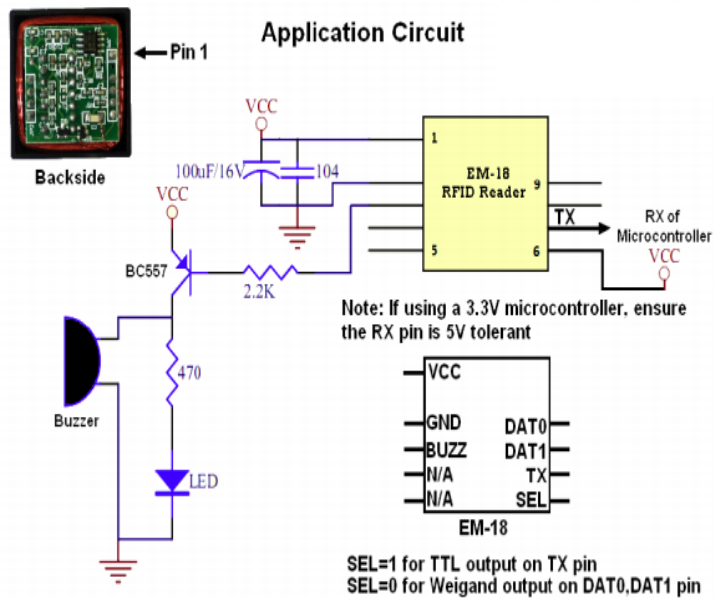 Application Circuit
Pin 1
Backside
VCC
100uF/16V
104
VCC
BC557
2.2K
470
Buzzer
LED
1
EM-18
RFID Reader
9
5
6
TX
RX of
Microcontroller
VCC
Note: If using a 3.3V microcontroller, ensure
the RX pin is 5V tolerant
VCC
GND
DAT0
BUZZ
DAT1
N/A
TX
N/A
SEL
EM-18
SEL=1 for TTL output on TX pin
SEL=0 for Weigand output on DAT0,DAT1 pin